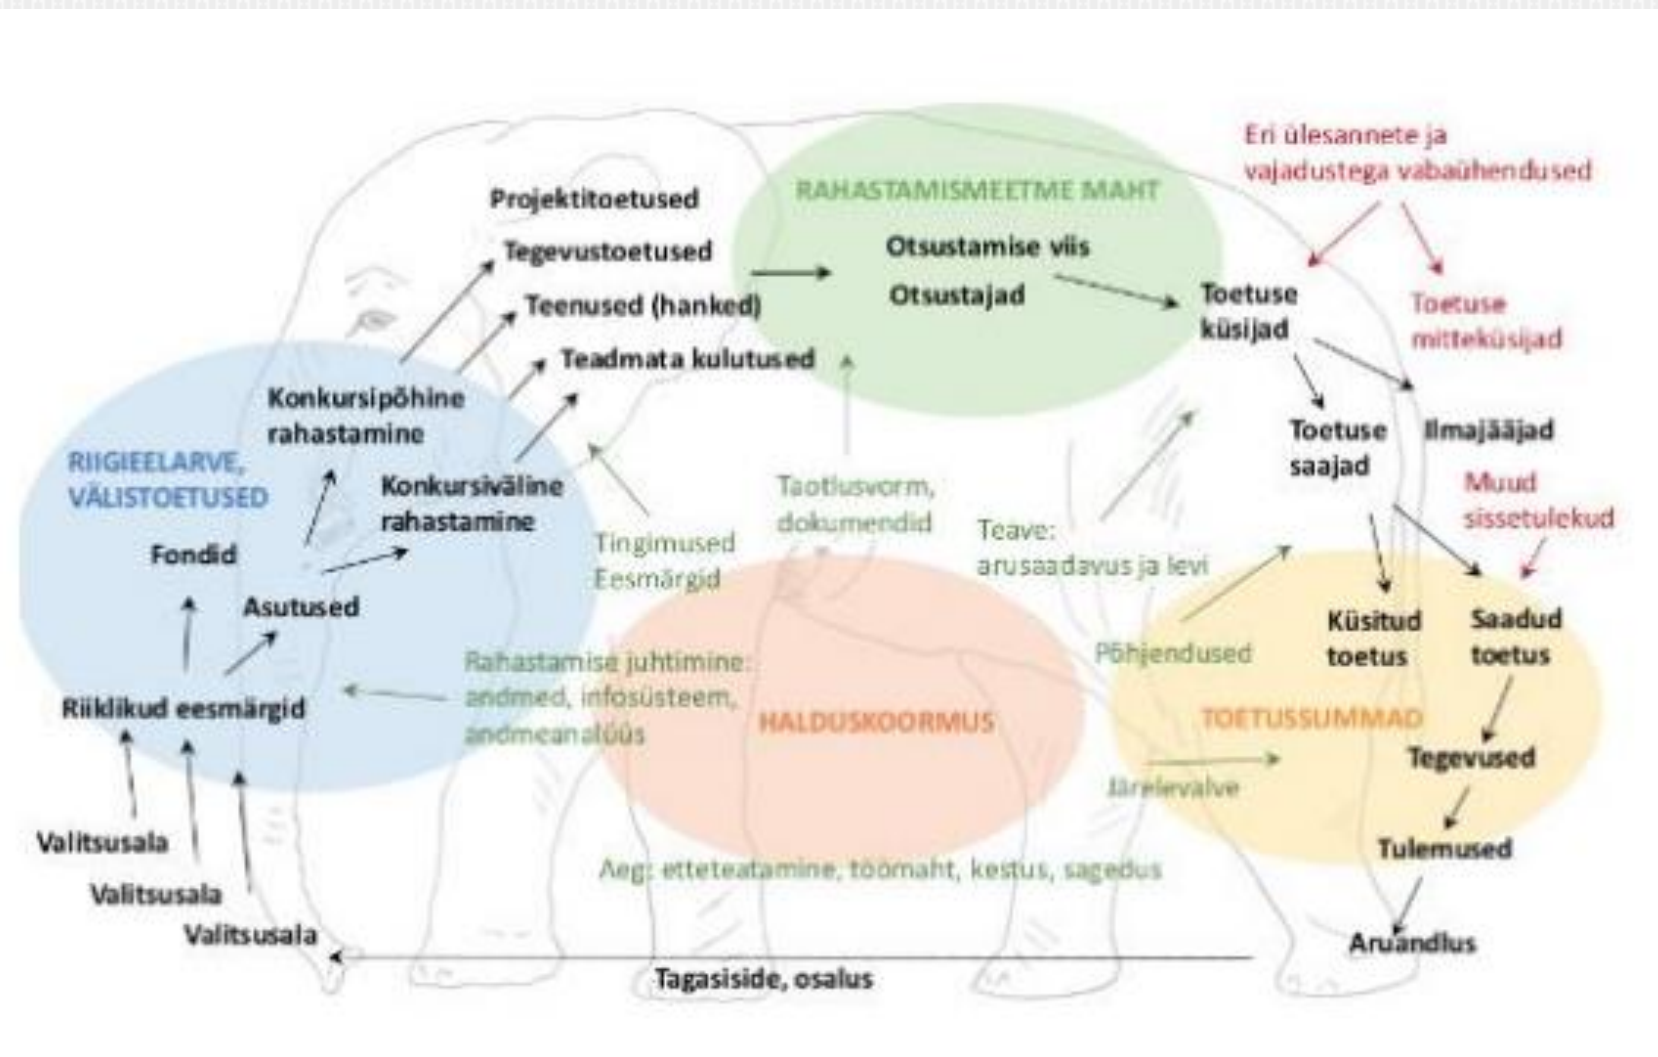 Eri ülesannete ja
vajadustega vabaühendused
Projektitoetused
RAHASTAMISMEETME MAHT
Tegevustoetused
Otsustamise viis
Teenused (hanked)
Otsustajad
Toetuse
küsijad
Toetuse
mitteküsijad
Teadmata kulutused
Konkursipõhine
rahastamine
Toetuse
saajad
Ilmajääjad
RIIGIEELARVE,
VÄLISTOETUSED
Konkursiväline
rahastamine
Taotlusvorm,
dokumendid
Muud
sissetulekud
Teave:
arusaadavus ja levi
Tingimused
Eesmärgid
Fondid
Asutused
Küsitud
toetus
Saadud
toetus
Põhjendused
Rahastamise juhtimine:
andmed, infosüsteem,
andmeanalüüs
Riiklikud eesmärgid
HALDUSKOORMUS
TOETUSSUMMAD
Tegevused
Järelevalve
Valitsusala
Tulemused
Aeg: etteteatamine, töömaht, kestus, sagedus
Valitsusala
Valitsusala
Aruandlus
Tagasiside, osalus